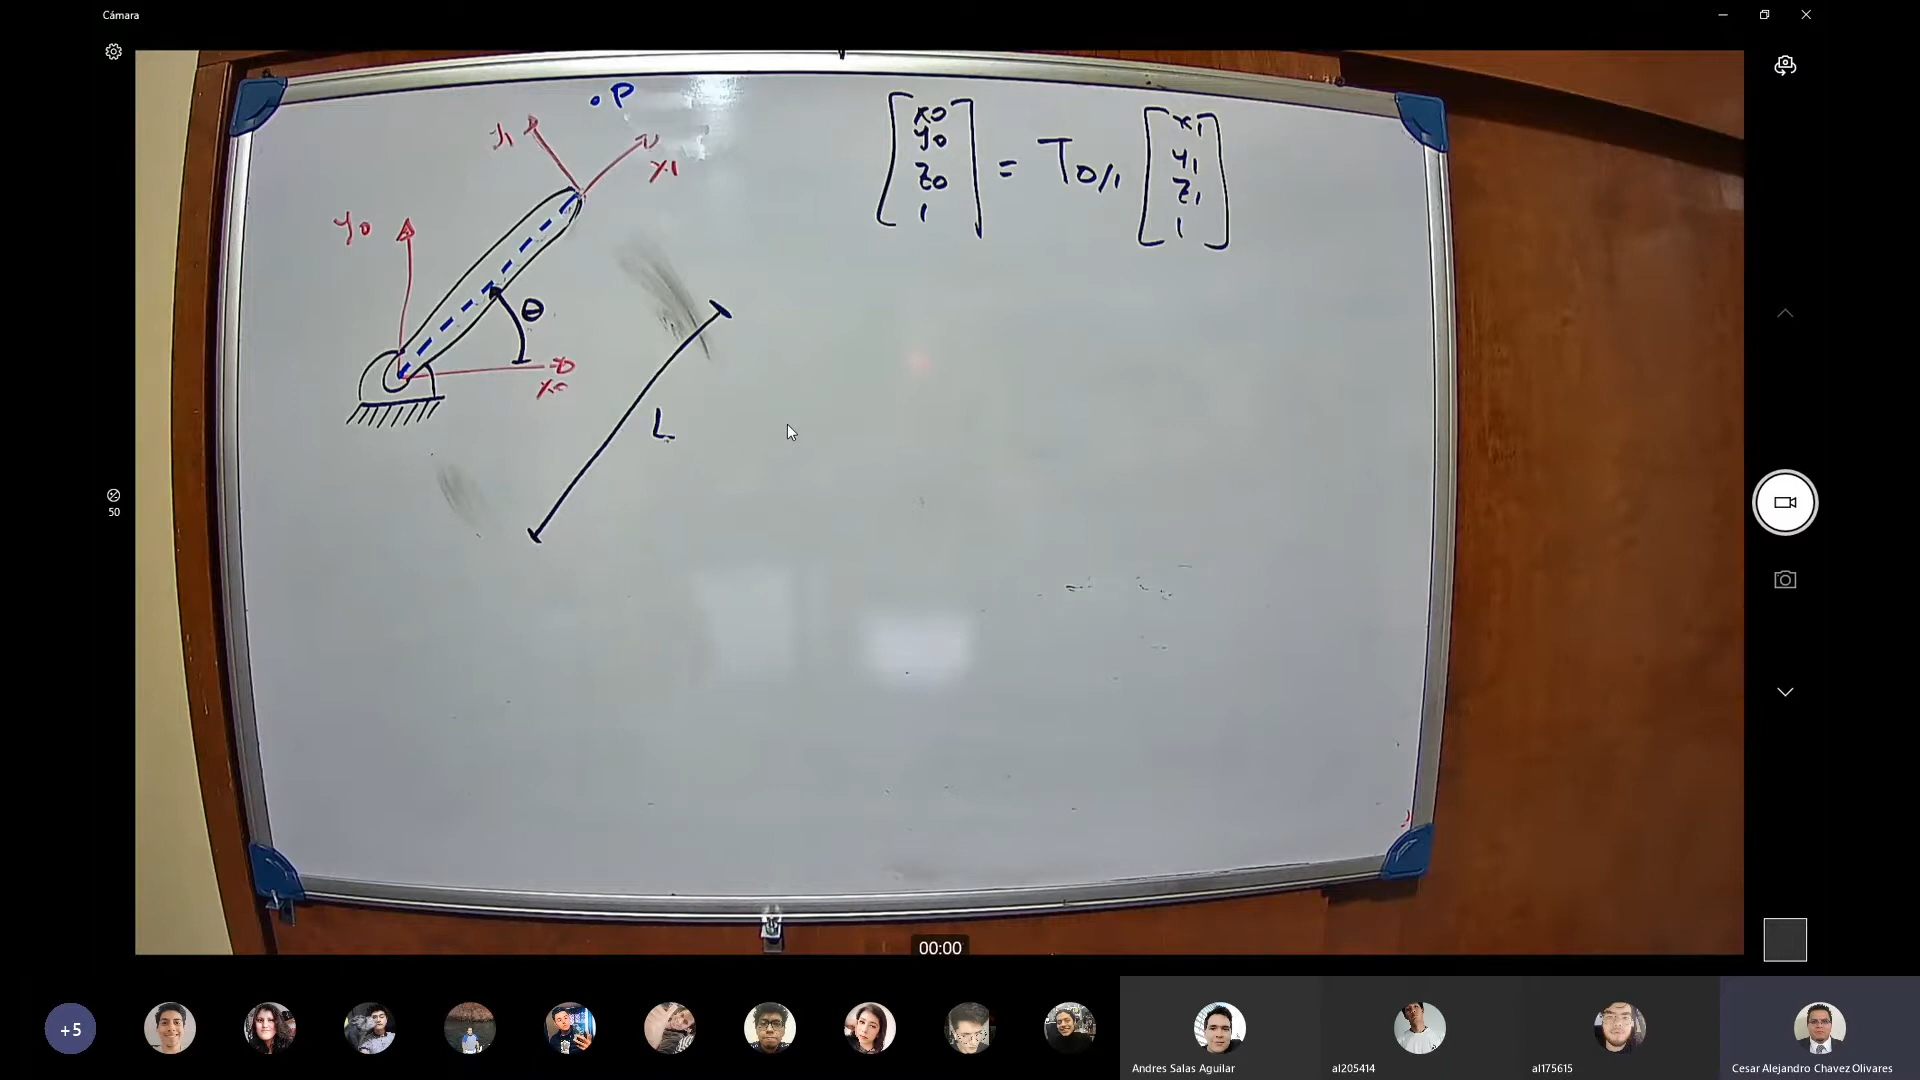 Cámara
.P
y1
x1
y0
θ
x0
L
[x0
y0
z0
1] = T0/1 [x1
y1
z1
1]
50
00:00
+5
Andres Salas Aguilar
al205414
al175615
Cesar Alejandro Chavez Olivares